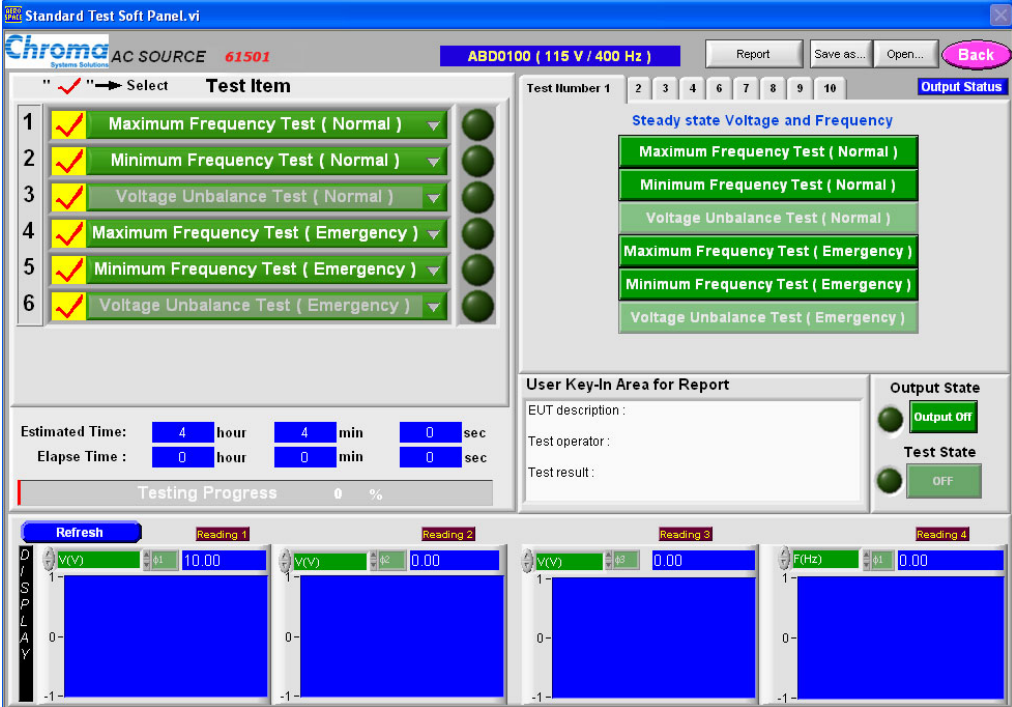 AERO SPACE Standard Test Soft Panel.vi
Chroma Systems Solutions AC SOURCE 61501 ABD0100 ( 115 V / 400 Hz ) Report Save as... Open... Back
" " Select Test Item
1 Maximum Frequency Test ( Normal )
2 Minimum Frequency Test ( Normal )
3 Voltage Unbalance Test ( Normal )
4 Maximum Frequency Test ( Emergency )
5 Minimum Frequency Test ( Emergency )
6 Voltage Unbalance Test ( Emergency )
Estimated Time: 4 hour 4 min 0 sec
Elapse Time : 0 hour 0 min 0 sec
Testing Progress 0 %
Test Number 1 2 3 4 6 7 8 9 10 Output Status
Steady state Voltage and Frequency
Maximum Frequency Test ( Normal )
Minimum Frequency Test ( Normal )
Voltage Unbalance Test ( Normal )
Maximum Frequency Test ( Emergency )
Minimum Frequency Test ( Emergency )
Voltage Unbalance Test ( Emergency )
User Key-In Area for Report
EUT description :
Test operator :
Test result :
Output State
Output Off
Test State
OFF
Refresh Reading 1 Reading 2 Reading 3 Reading 4
DISPLAY
V(V) ϕ1 10.00 V(V) ϕ2 0.00 V(V) ϕ3 0.00 F(Hz) ϕ1 0.00
1 1 1 1
0 0 0 0
-1 -1 -1 -1